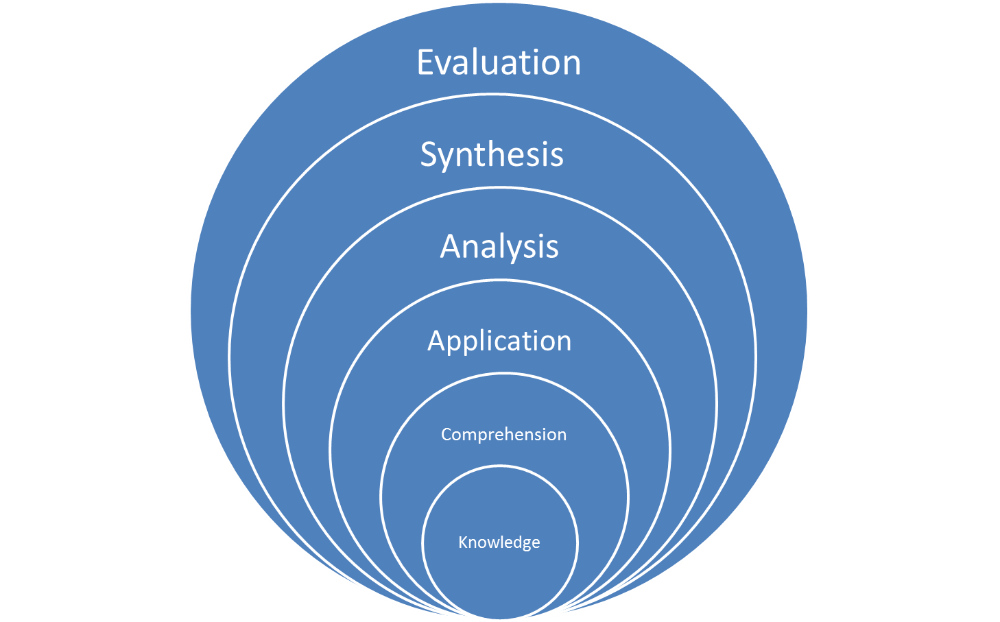 Evaluation
Synthesis
Analysis
Application
Comprehension
Knowledge